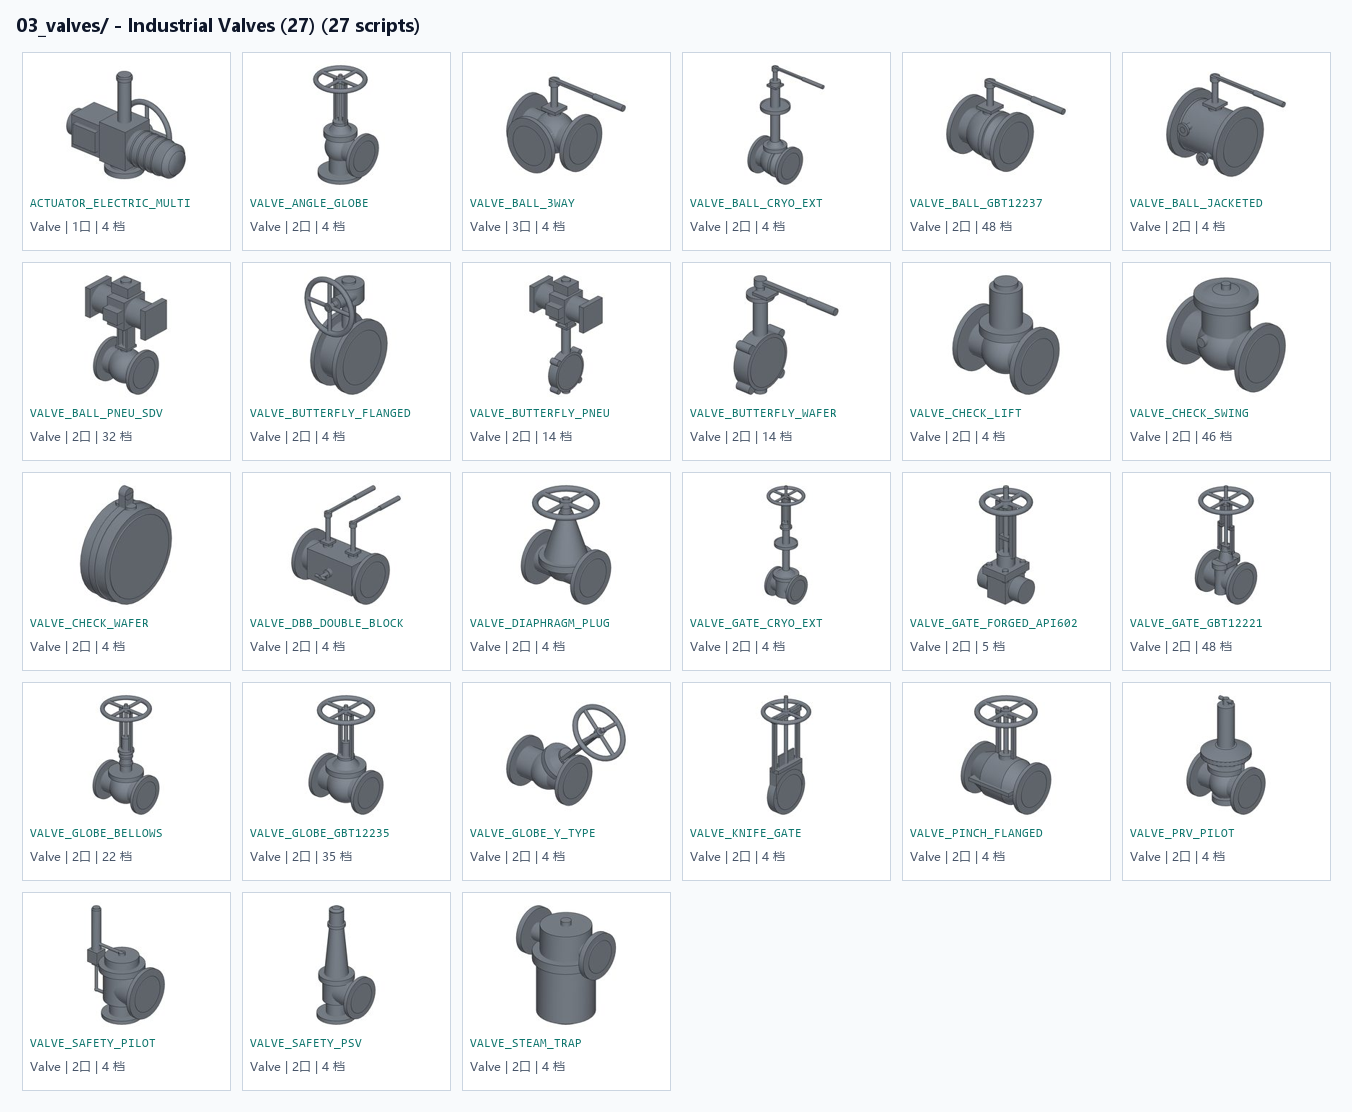 03_valves/ - Industrial Valves (27) (27 scripts)
ACTUATOR_ELECTRIC_MULTI
Valve | 1口 | 4 档
VALVE_ANGLE_GLOBE
Valve | 2口 | 4 档
VALVE_BALL_3WAY
Valve | 3口 | 4 档
VALVE_BALL_CRYO_EXT
Valve | 2口 | 4 档
VALVE_BALL_GBT12237
Valve | 2口 | 48 档
VALVE_BALL_JACKETED
Valve | 2口 | 4 档
VALVE_BALL_PNEU_SDV
Valve | 2口 | 32 档
VALVE_BUTTERFLY_FLANGED
Valve | 2口 | 4 档
VALVE_BUTTERFLY_PNEU
Valve | 2口 | 14 档
VALVE_BUTTERFLY_WAFER
Valve | 2口 | 14 档
VALVE_CHECK_LIFT
Valve | 2口 | 4 档
VALVE_CHECK_SWING
Valve | 2口 | 46 档
VALVE_CHECK_WAFER
Valve | 2口 | 4 档
VALVE_DBB_DOUBLE_BLOCK
Valve | 2口 | 4 档
VALVE_DIAPHRAGM_PLUG
Valve | 2口 | 4 档
VALVE_GATE_CRYO_EXT
Valve | 2口 | 4 档
VALVE_GATE_FORGED_API602
Valve | 2口 | 5 档
VALVE_GATE_GBT12221
Valve | 2口 | 48 档
VALVE_GLOBE_BELLOWS
Valve | 2口 | 22 档
VALVE_GLOBE_GBT12235
Valve | 2口 | 35 档
VALVE_GLOBE_Y_TYPE
Valve | 2口 | 4 档
VALVE_KNIFE_GATE
Valve | 2口 | 4 档
VALVE_PINCH_FLANGED
Valve | 2口 | 4 档
VALVE_PRV_PILOT
Valve | 2口 | 4 档
VALVE_SAFETY_PILOT
Valve | 2口 | 4 档
VALVE_SAFETY_PSV
Valve | 2口 | 4 档
VALVE_STEAM_TRAP
Valve | 2口 | 4 档